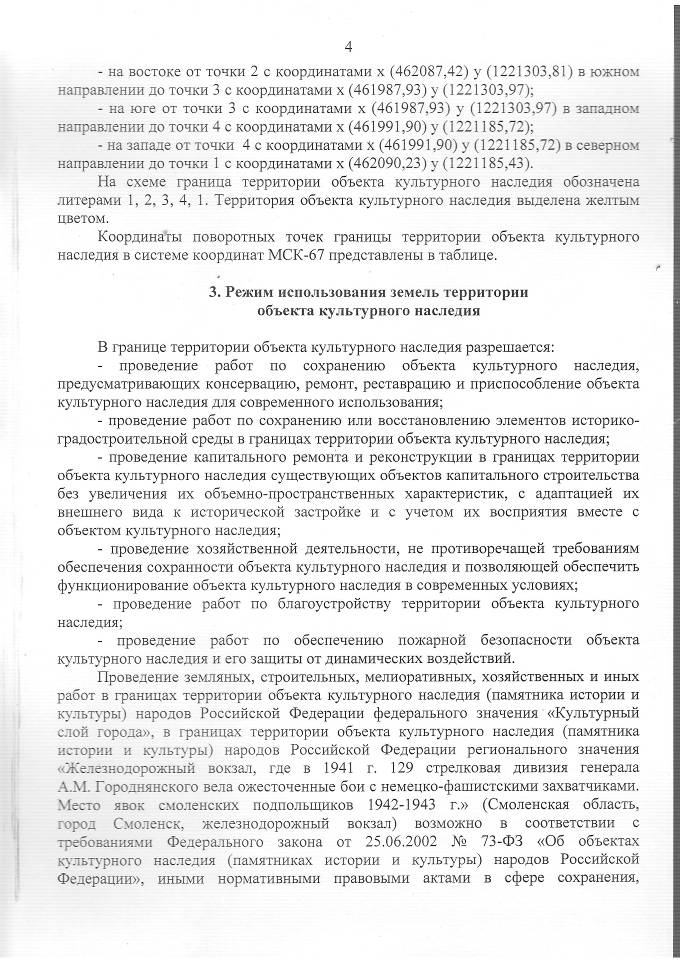 4
- на востоке от точки 2 с координатами х (462087,42) у (1221303,81) в южном
направлении до точки 3 с координатами х (461987,93) у (1221303,97);
- на юге от точки 3 с координатами х (461987,93) у (1221303,97) в западном
направлении до точки 4 с координатами х (461991,90) у (1221185,72);
- на западе от точки 4 с координатами х (461991,90) у (1221185,72) в северном
направлении до точки 1 с координатами х (462090,23) у (1221185,43).
На схеме граница территории объекта культурного наследия обозначена
литерами 1, 2, 3, 4, 1. Территория объекта культурного наследия выделена желтым
цветом.
Координаты поворотных точек границы территории объекта культурного
наследия в системе координат МСК-67 представлены в таблице.
3. Режим использования земель территории
объекта культурного наследия
В границе территории объекта культурного наследия разрешается:
- проведение работ по сохранению объекта культурного наследия,
предусматривающих консервацию, ремонт, реставрацию и приспособление объекта
культурного наследия для современного использования;
- проведение работ по сохранению или восстановлению элементов историко-
градостроительной среды в границах территории объекта культурного наследия;
- проведение капитального ремонта и реконструкции в границах территории
объекта культурного наследия существующих объектов капитального строительства
без увеличения их объемно-пространственных характеристик, с адаптацией их
внешнего вида к исторической застройке и с учетом их восприятия вместе с
объектом культурного наследия;
- проведение хозяйственной деятельности, не противоречащей требованиям
обеспечения сохранности объекта культурного наследия и позволяющей обеспечить
функционирование объекта культурного наследия в современных условиях;
- проведение работ по благоустройству территории объекта культурного
наследия;
- проведение работ по обеспечению пожарной безопасности объекта
культурного наследия и его защиты от динамических воздействий.
Проведение земляных, строительных, мелиоративных, хозяйственных и иных
работ в границах территории объекта культурного наследия (памятника истории и
культуры) народов Российской Федерации федерального значения «Культурный
слой города», в границах территории объекта культурного наследия (памятника
истории и культуры) народов Российской Федерации регионального значения
«Железнодорожный вокзал, где в 1941 г. 129 стрелковая дивизия генерала
А.М. Городнянского вела ожесточенные бои с немецко-фашистскими захватчиками.
Место явок смоленских подпольщиков 1942-1943 г.» (Смоленская область,
город Смоленск, железнодорожный вокзал) возможно в соответствии с
требованиями Федерального закона от 25.06.2002 № 73-ФЗ «Об объектах
культурного наследия (памятниках истории и культуры) народов Российской
Федерации», иными нормативными правовыми актами в сфере сохранения,